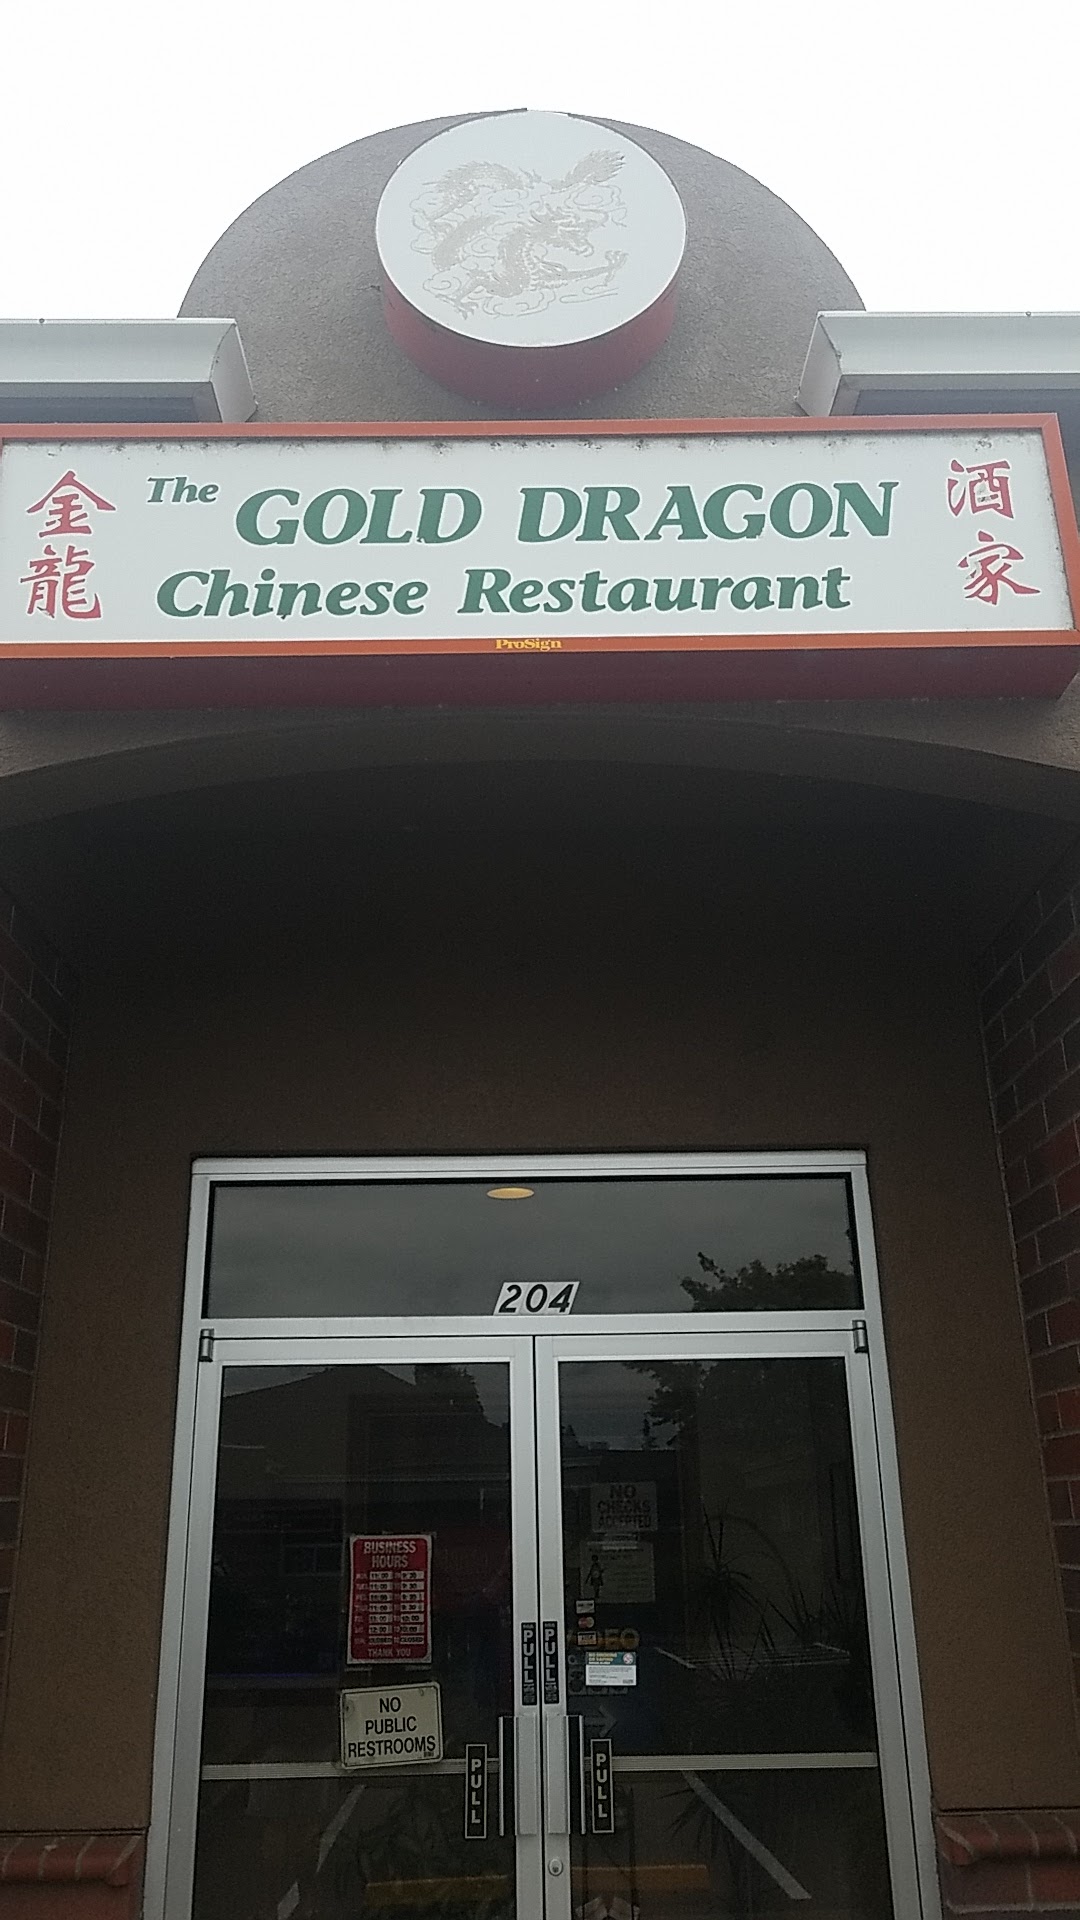 金龍
The GOLD DRAGON
Chinese Restaurant
酒家
ProSign
204
NO
CHECKS
ACCEPTED
BUSINESS
HOURS
THANK YOU
PULL
PULL
NO
PUBLIC
RESTROOMS
PULL
PULL